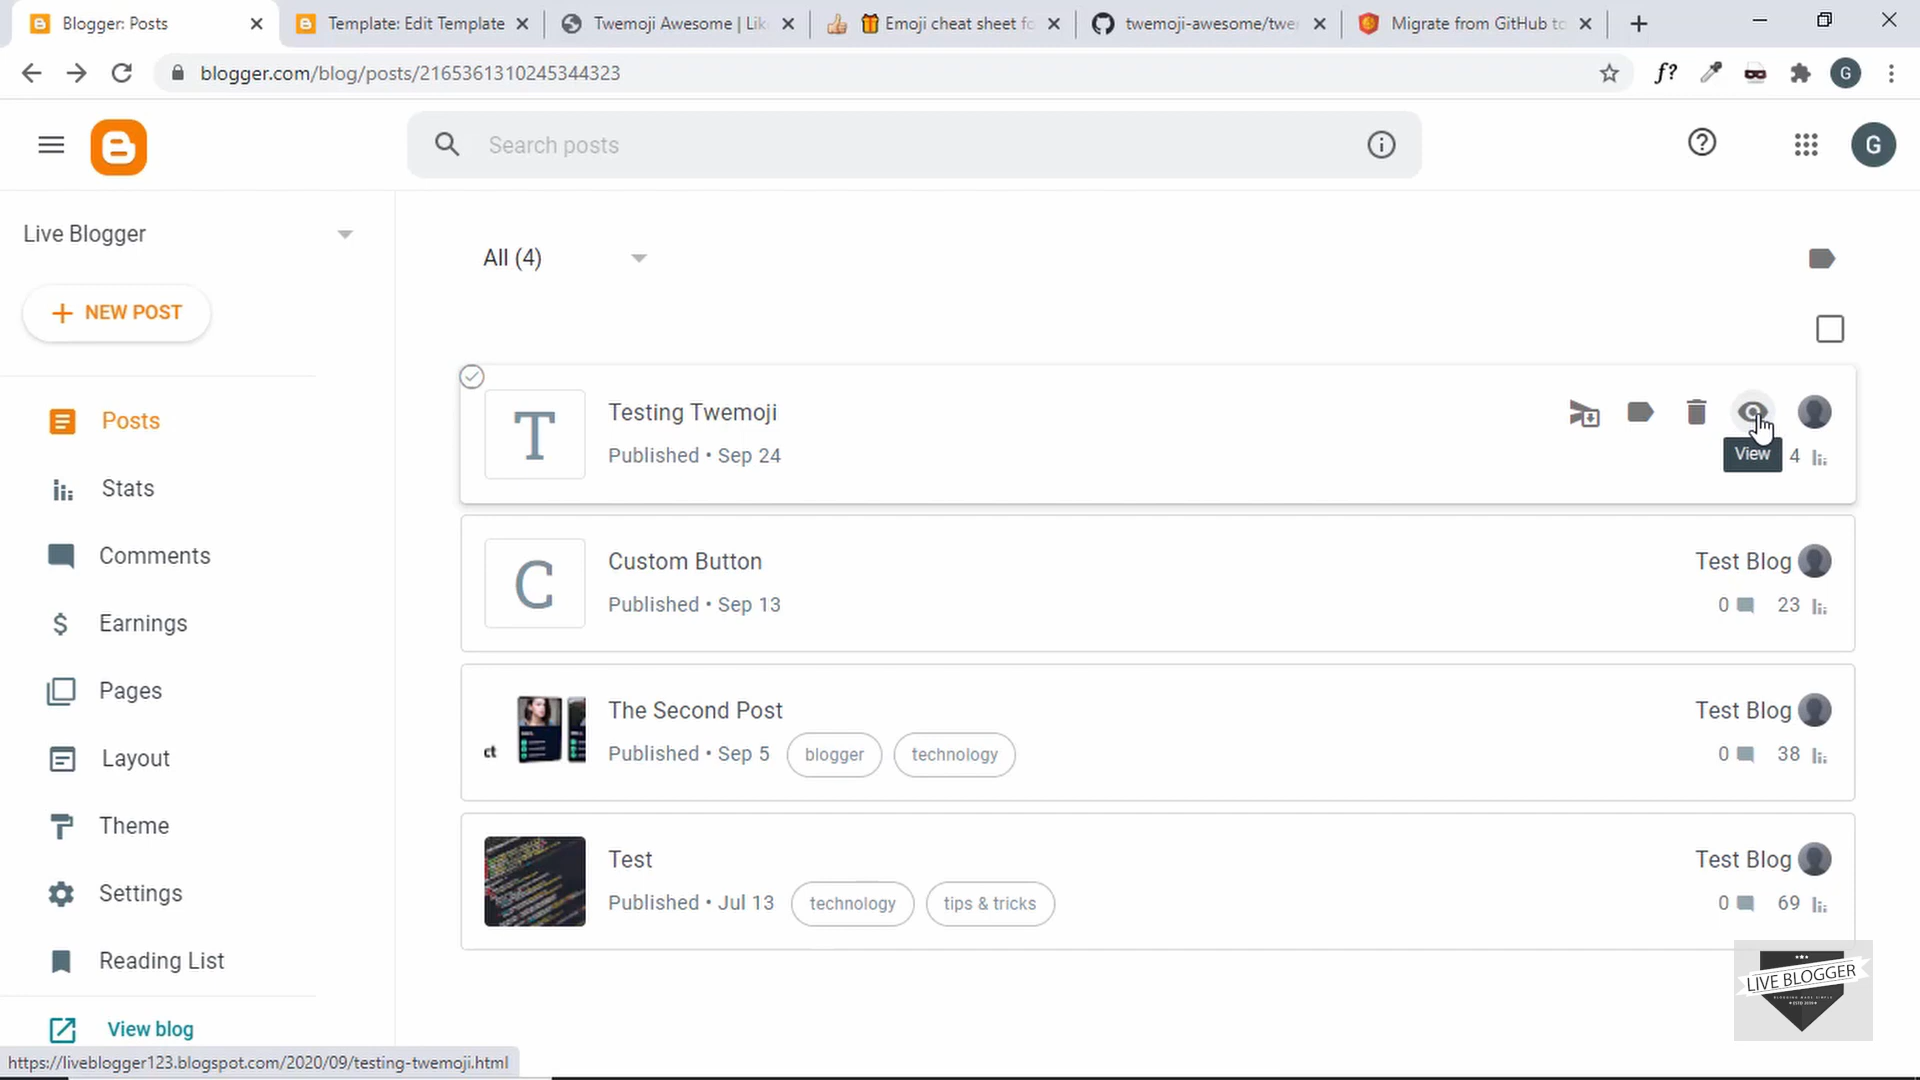 Blogger: Posts
Template: Edit Template
Twemoji Awesome | Lik
Emoji cheat sheet fo
twemoji-awesome/twe
Migrate from GitHub to
blogger.com/blog/posts/2165361310245344323
f?
G
Search posts
G
Live Blogger
All (4)
+ NEW POST
Posts
Stats
Comments
Earnings
Pages
Layout
Theme
Settings
Reading List
View blog
T
Testing Twemoji
Published • Sep 24
View
4
C
Custom Button
Published • Sep 13
Test Blog
0 23
ct
The Second Post
Published • Sep 5 blogger technology
Test Blog
0 38
Test
Published • Jul 13 technology tips & tricks
Test Blog
0 69
LIVE BLOGGER
https://liveblogger123.blogspot.com/2020/09/testing-twemoji.html